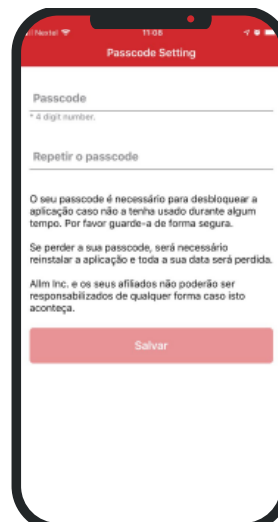 Nextel
11:08
Passcode Setting
Passcode
* 4 digit number.
Repetir o passcode
O seu passcode é necessário para desbloquear a
aplicação caso não a tenha usado durante algum
tempo. Por favor guarde-a de forma segura.
Se perder a sua passcode, será necessário
reinstalar a aplicação e toda a sua data será perdida.
Allm Inc. e os seus afiliados não poderão ser
responsabilizados de qualquer forma caso isto
aconteça.
Salvar